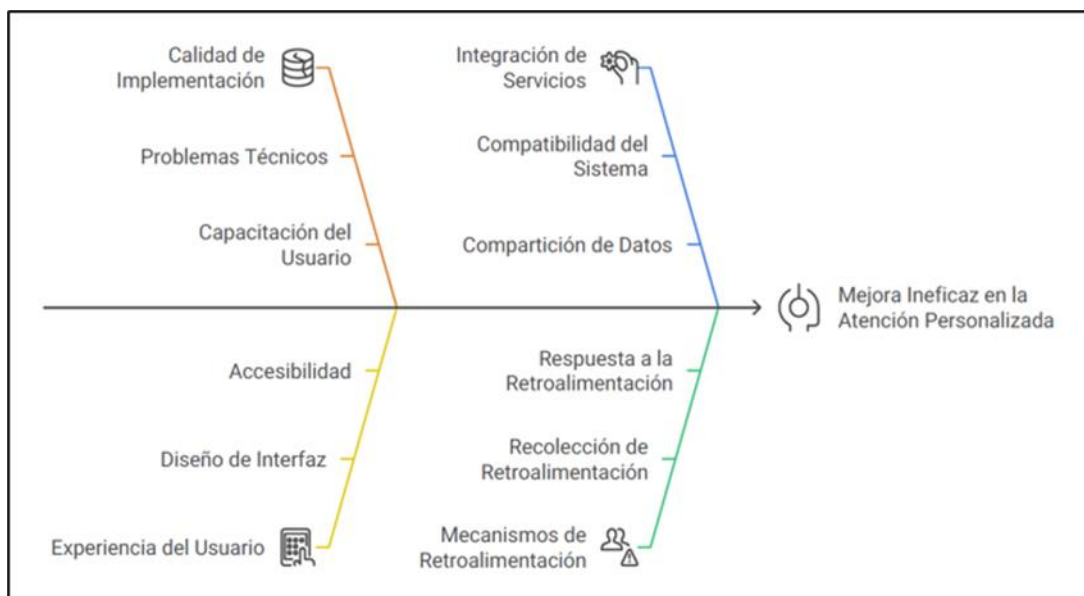 Calidad de
Implementación
Problemas Técnicos
Capacitación del
Usuario
Integración de
Servicios
Compatibilidad del
Sistema
Compartición de Datos
Mejora Ineficaz en la
Atención Personalizada
Accesibilidad
Diseño de Interfaz
Experiencia del Usuario
Respuesta a la
Retroalimentación
Recolección de
Retroalimentación
Mecanismos de
Retroalimentación